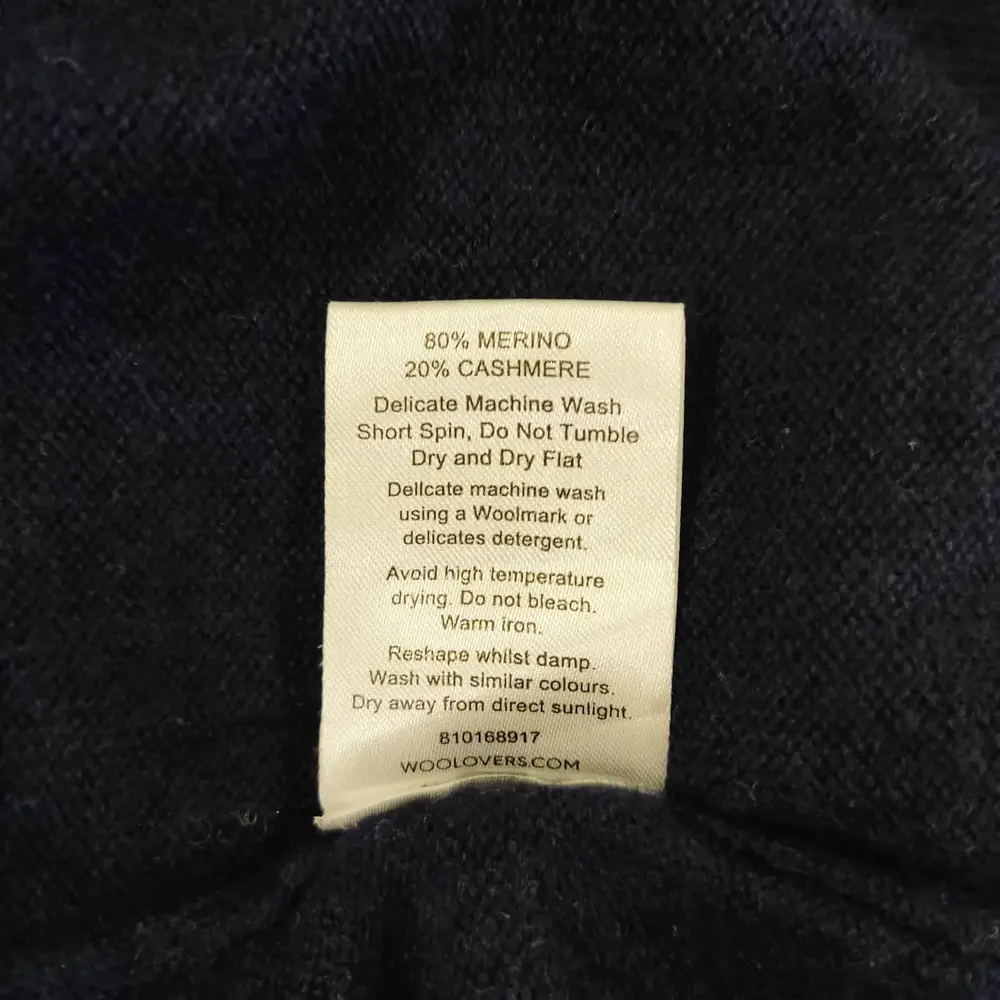 80% MERINO
20% CASHMERE
Delicate Machine Wash
Short Spin, Do Not Tumble
Dry and Dry Flat
Delicate machine wash
using a Woolmark or
delicates detergent.
Avoid high temperature
drying. Do not bleach.
Warm iron.
Reshape whilst damp.
Wash with similar colours.
Dry away from direct sunlight.
810168917
WOOLOVERS.COM